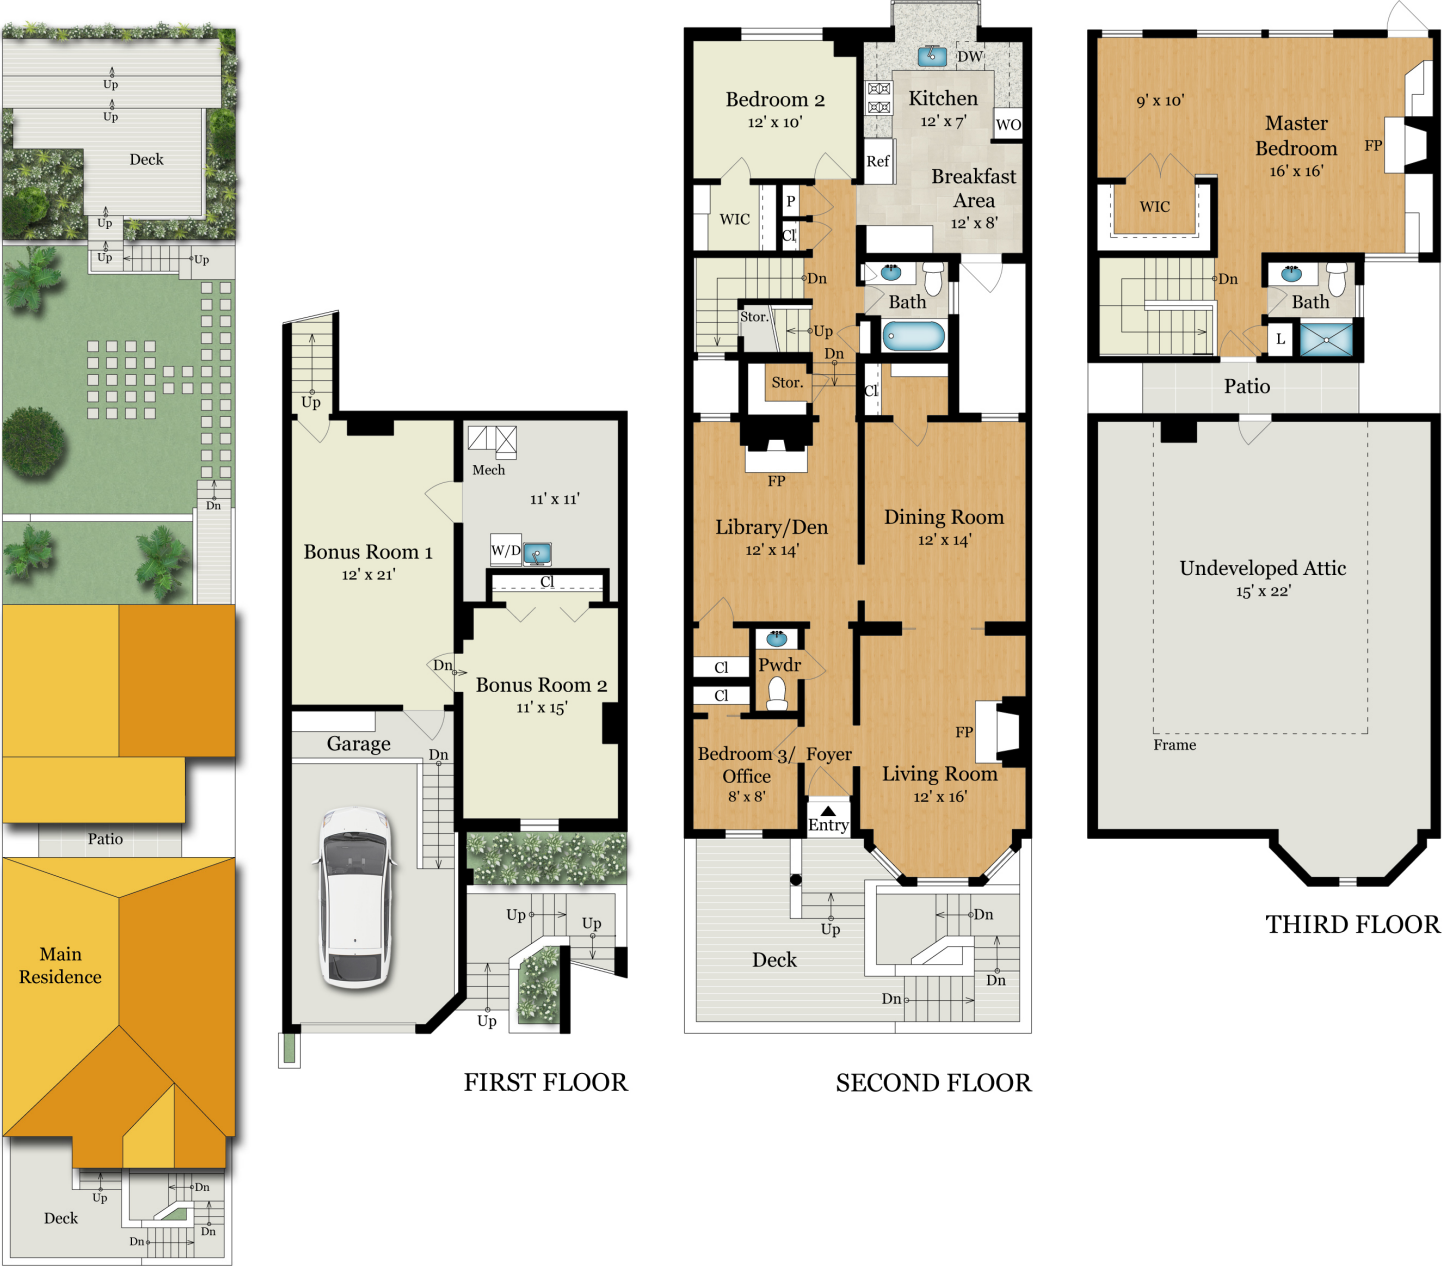 Up
Up
Deck
Up
Up
Up
Dn
Patio
Main
Residence
Up
Deck
Dn
Dn
Dn
Up
Mech
11' x 11'
W/D
Bonus Room 1
12' x 21'
Cl
Dn
Bonus Room 2
11' x 15'
Garage
Dn
Up
Up
Up
FIRST FLOOR
DW
Bedroom 2
12' x 10'
Kitchen
12' x 7'
WO
Ref
Breakfast
Area
12' x 8'
P
WIC
Cl
Dn
Bath
Stor.
Up
Dn
Stor.
Cl
FP
Library/Den
12' x 14'
Dining Room
12' x 14'
Cl
Pwdr
Cl
Bedroom 3/
Office
8' x 8'
Foyer
FP
Living Room
12' x 16'
Entry
Up
Dn
Deck
Dn
Dn
SECOND FLOOR
9' x 10'
Master
Bedroom
16' x 16'
FP
WIC
Dn
Bath
L
Patio
Undeveloped Attic
15' x 22'
Frame
THIRD FLOOR